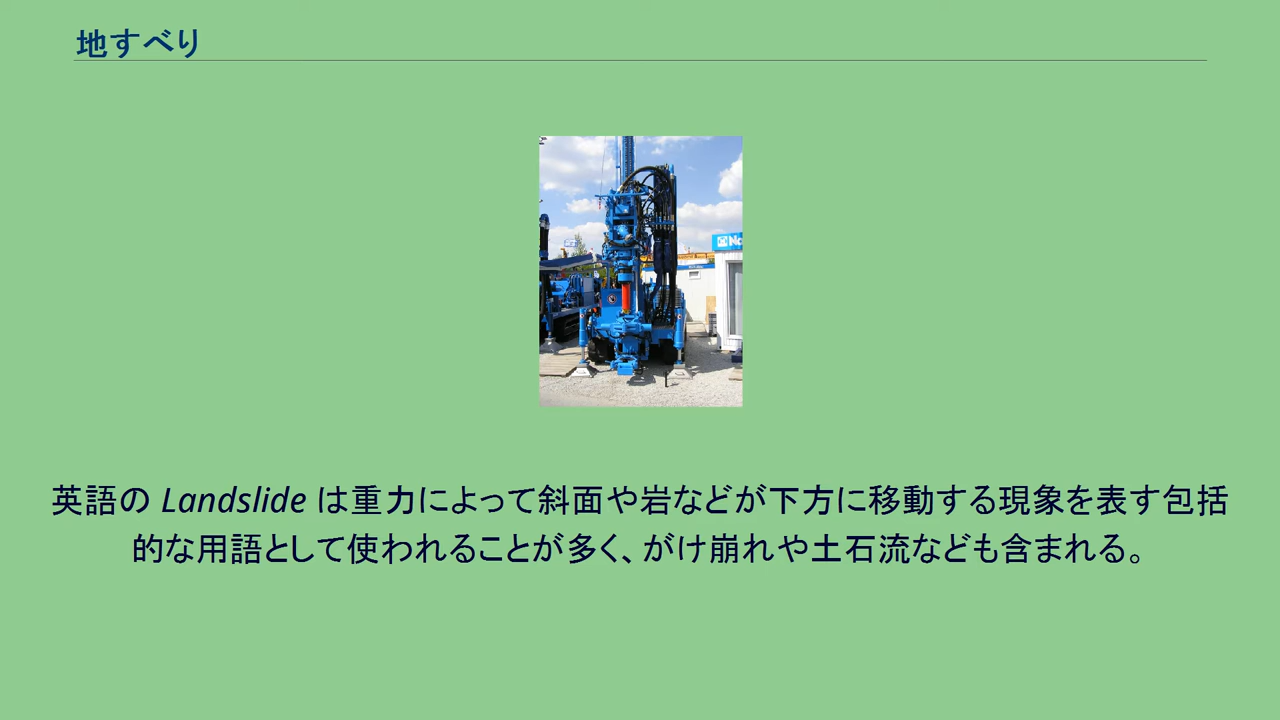 地すべり
英語の Landslide は重力によって斜面や岩などが下方に移動する現象を表す包括
的な用語として使われることが多く、がけ崩れや土石流なども含まれる。